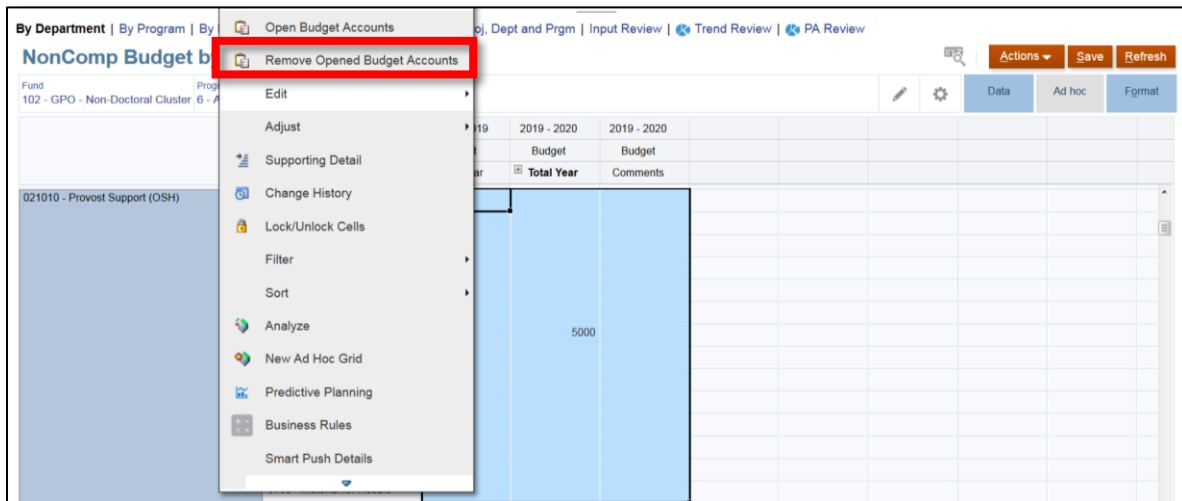 By Department | By Program | By
oj, Dept and Prgm | Input Review | Trend Review | PA Review
Open Budget Accounts
NonComp Budget b
Remove Opened Budget Accounts
Actions Save Refresh
Fund
102 - GPO - Non-Doctoral Cluster 6 - A
Edit
Data Ad hoc Format
Adjust
2019 - 2020 2019 - 2020
Budget Budget
Supporting Detail
Total Year Comments
021010 - Provost Support (OSH)
Change History
Lock/Unlock Cells
Filter
Sort
Analyze
5000
New Ad Hoc Grid
Predictive Planning
Business Rules
Smart Push Details